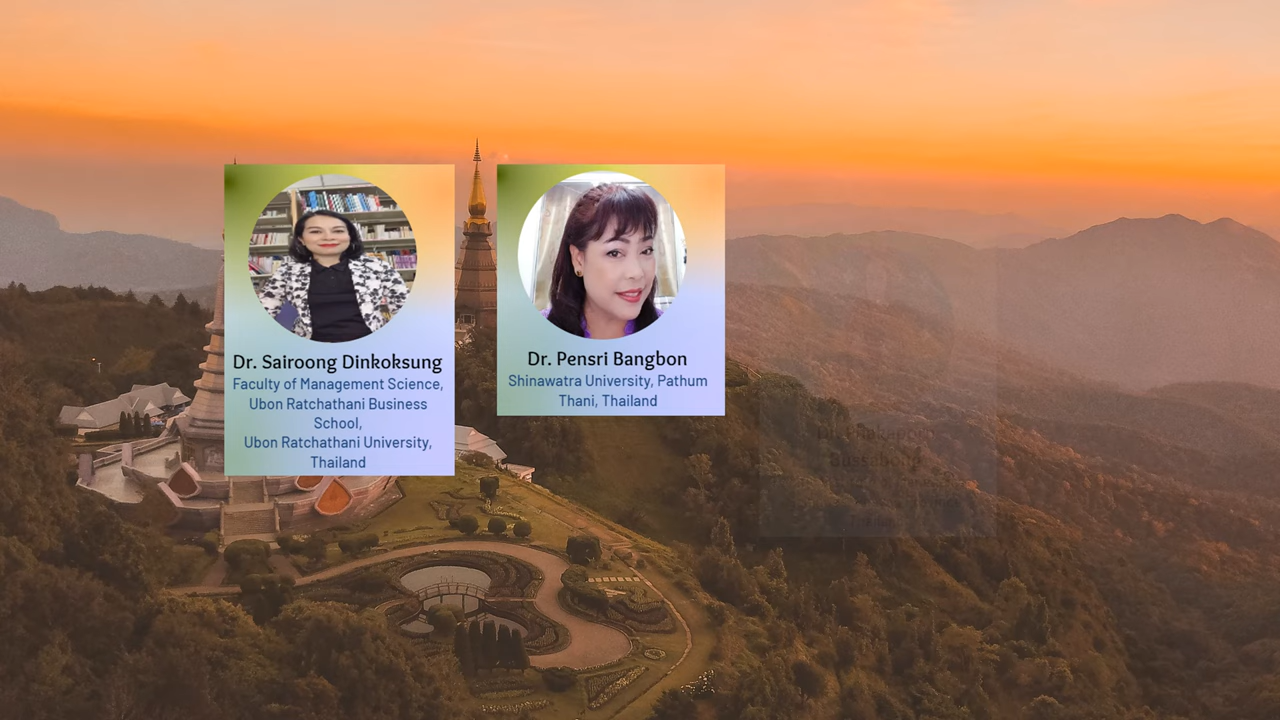 Dr. Sairoong Dinkoksung
Faculty of Management Science,
Ubon Ratchathani Business
School,
Ubon Ratchathani University,
Thailand
Dr. Pensri Bangbon
Shinawatra University, Pathum
Thani, Thailand